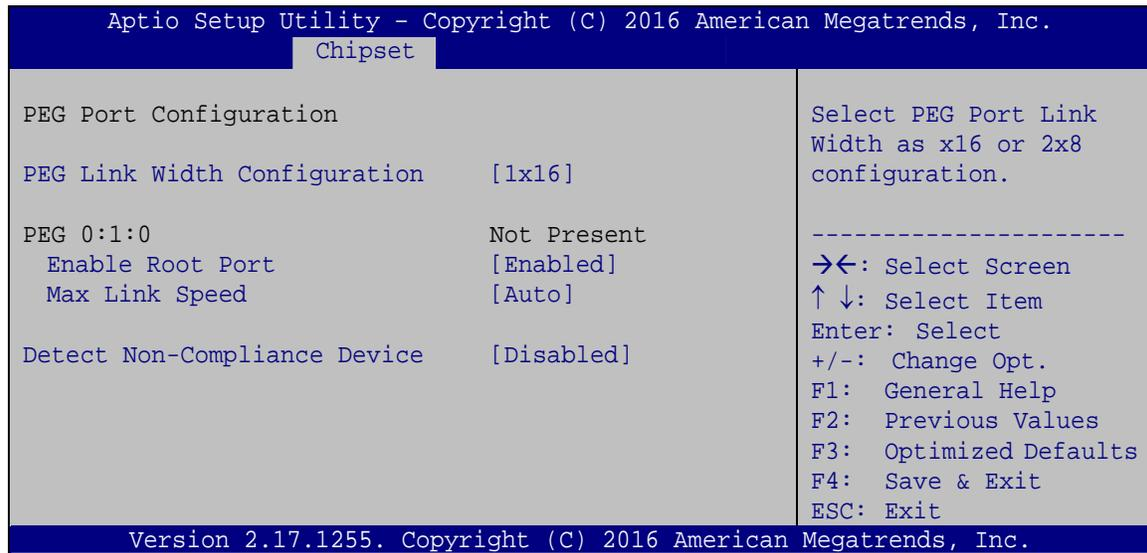 Aptio Setup Utility – Copyright (C) 2016 American Megatrends, Inc.
Chipset
PEG Port Configuration
PEG Link Width Configuration [1x16]
PEG 0:1:0 Not Present
Enable Root Port [Enabled]
Max Link Speed [Auto]
Detect Non-Compliance Device [Disabled]
Select PEG Port Link
Width as x16 or 2x8
configuration.
----------------------
→←: Select Screen
↑ ↓: Select Item
Enter: Select
+/-: Change Opt.
F1: General Help
F2: Previous Values
F3: Optimized Defaults
F4: Save & Exit
ESC: Exit
Version 2.17.1255. Copyright (C) 2016 American Megatrends, Inc.